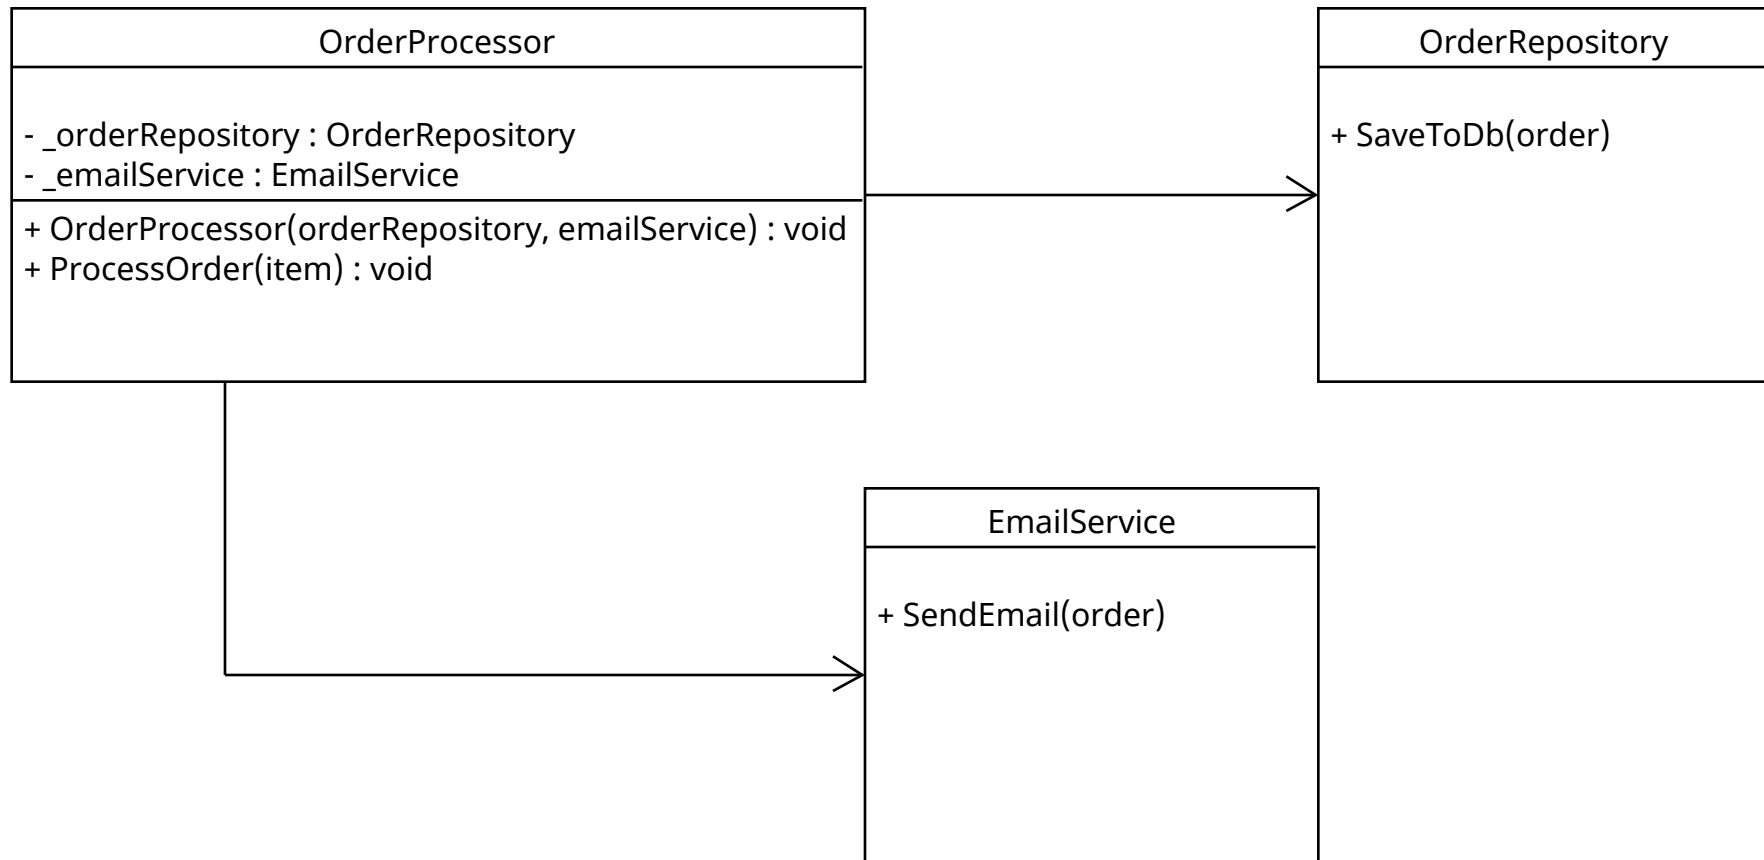 OrderProcessor
- _orderRepository : OrderRepository
- _emailService : EmailService
+ OrderProcessor(orderRepository, emailService) : void
+ ProcessOrder(item) : void
OrderRepository
+ SaveToDb(order)
EmailService
+ SendEmail(order)